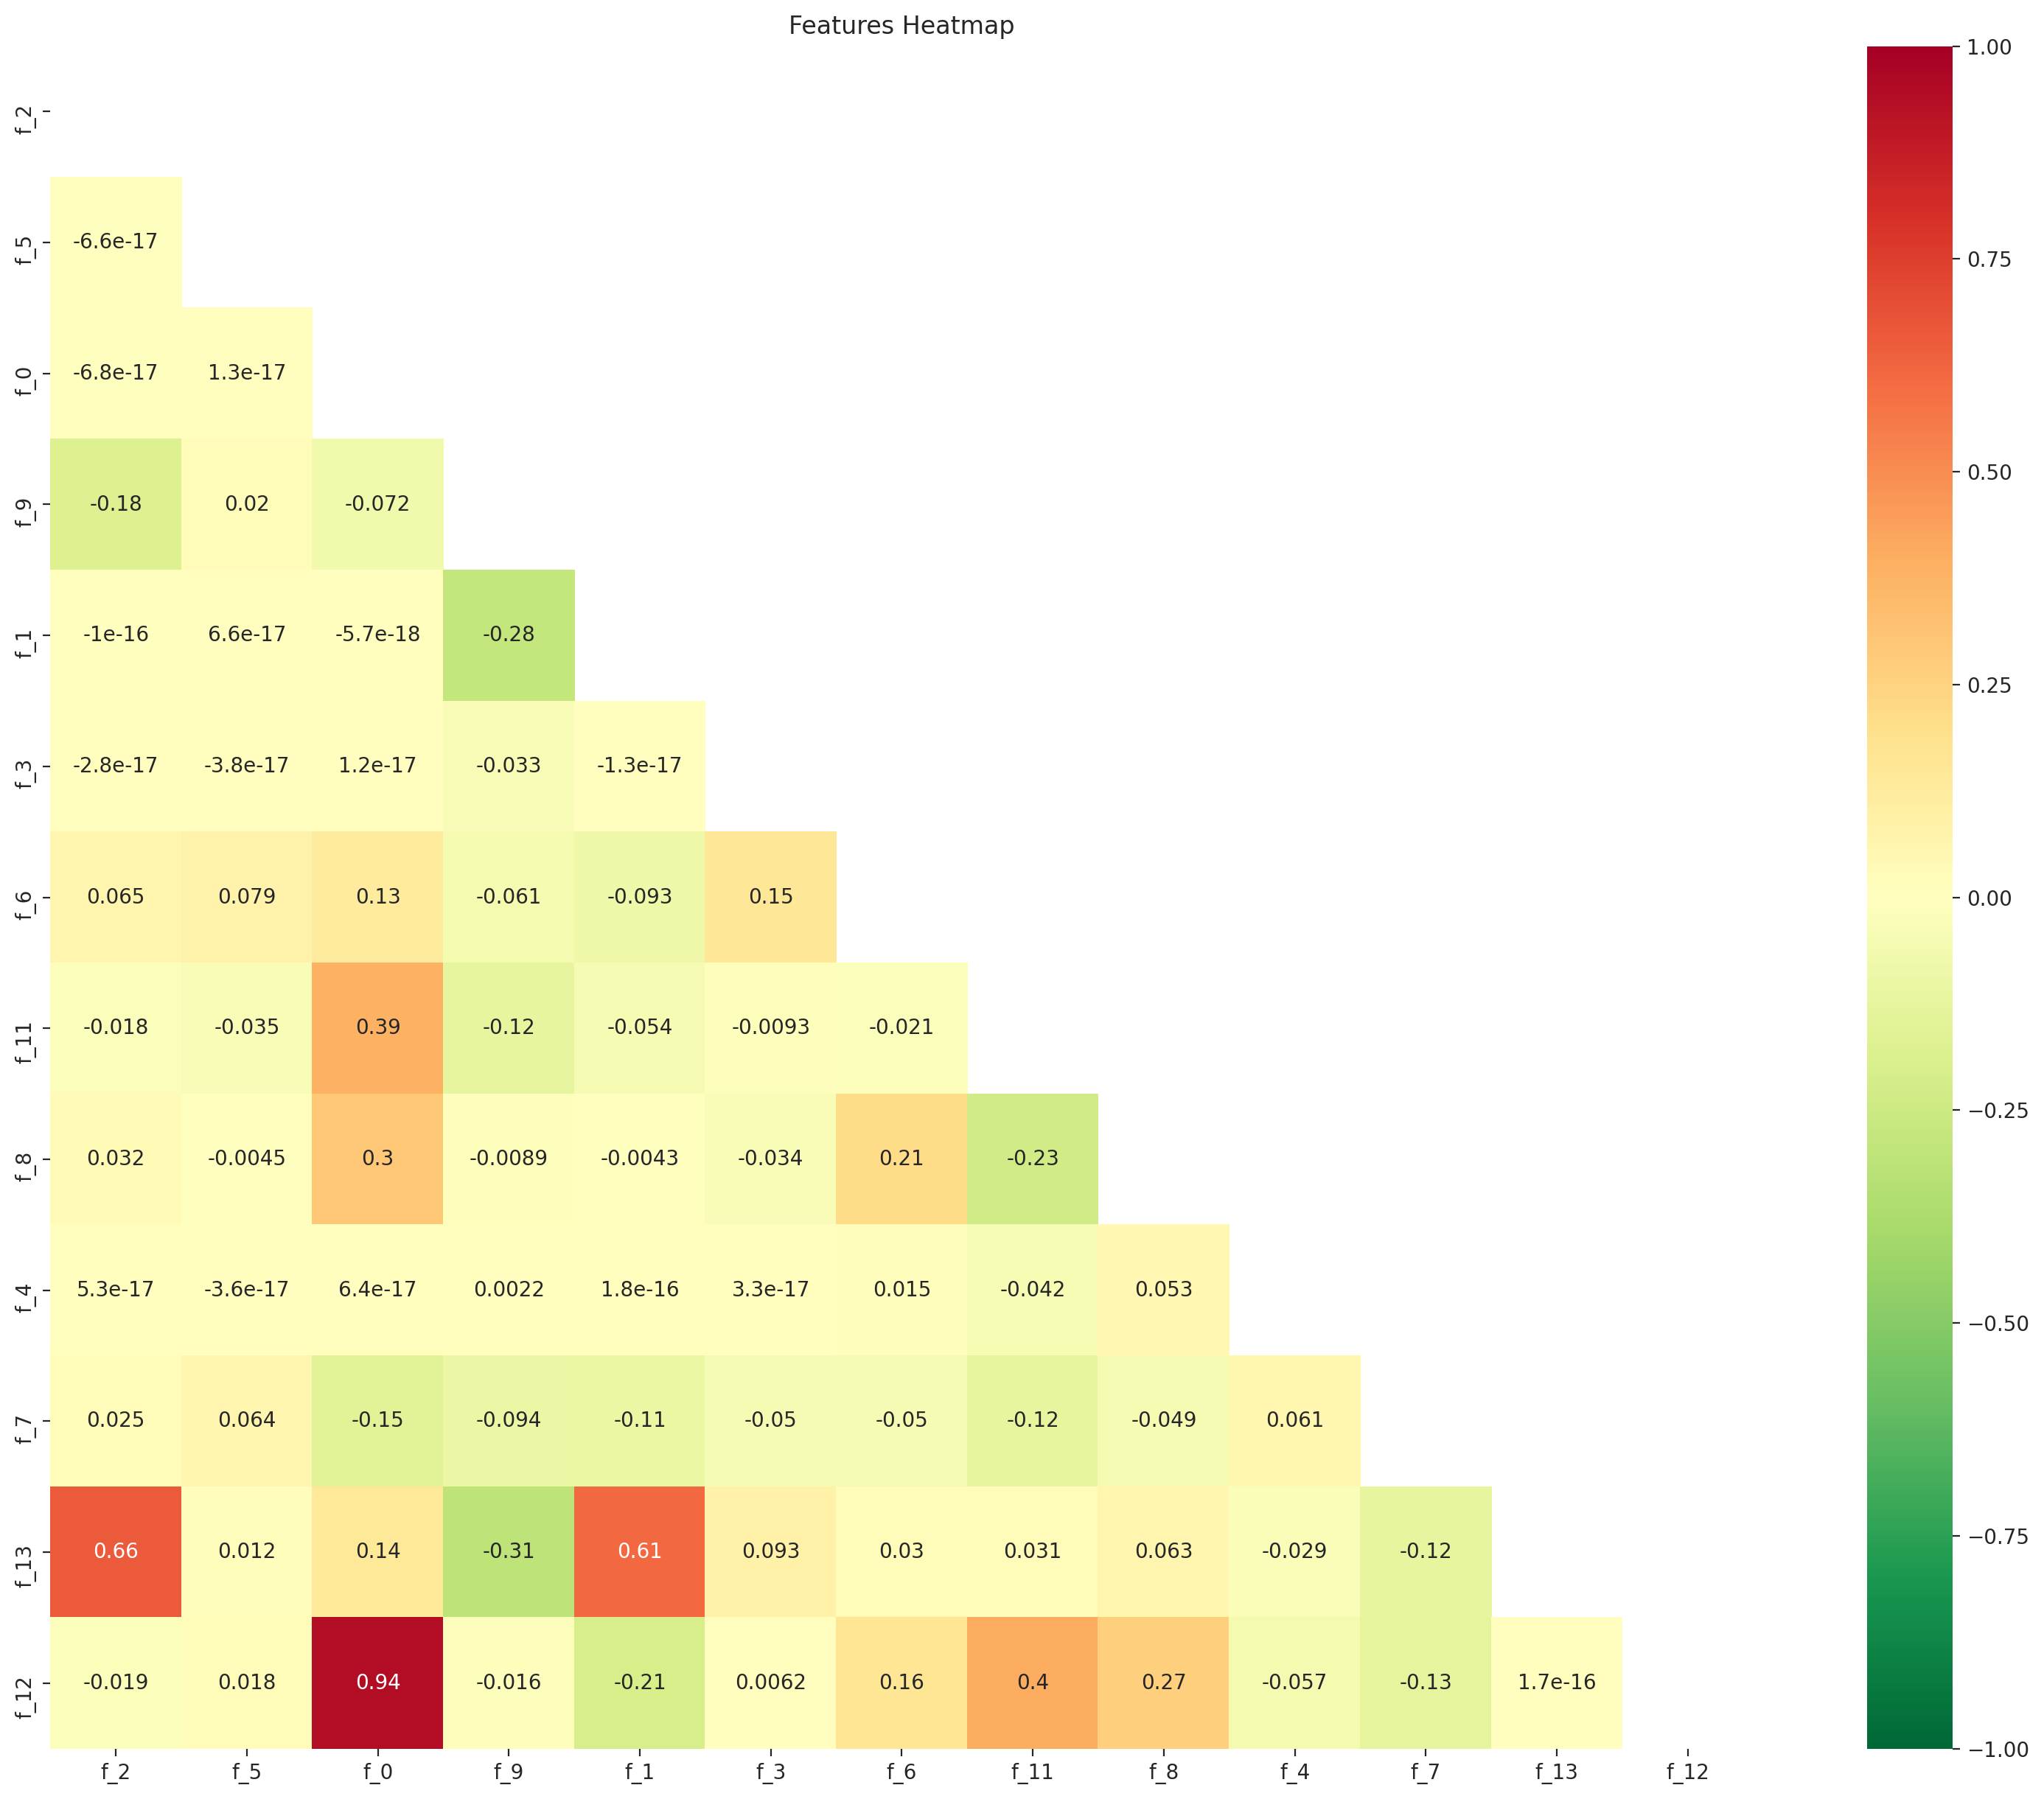 Features Heatmap
f_2
f_5 -6.6e-17
f_0 -6.8e-17 1.3e-17
f_9 -0.18 0.02 -0.072
f_1 -1e-16 6.6e-17 -5.7e-18 -0.28
f_3 -2.8e-17 -3.8e-17 1.2e-17 -0.033 -1.3e-17
f_6 0.065 0.079 0.13 -0.061 -0.093 0.15
f_11 -0.018 -0.035 0.39 -0.12 -0.054 -0.0093 -0.021
f_8 0.032 -0.0045 0.3 -0.0089 -0.0043 -0.034 0.21 -0.23
f_4 5.3e-17 -3.6e-17 6.4e-17 0.0022 1.8e-16 3.3e-17 0.015 -0.042 0.053
f_7 0.025 0.064 -0.15 -0.094 -0.11 -0.05 -0.05 -0.12 -0.049 0.061
f_13 0.66 0.012 0.14 -0.31 0.61 0.093 0.03 0.031 0.063 -0.029 -0.12
f_12 -0.019 0.018 0.94 -0.016 -0.21 0.0062 0.16 0.4 0.27 -0.057 -0.13 1.7e-16
f_2 f_5 f_0 f_9 f_1 f_3 f_6 f_11 f_8 f_4 f_7 f_13 f_12
1.00
0.75
0.50
0.25
0.00
−0.25
−0.50
−0.75
−1.00